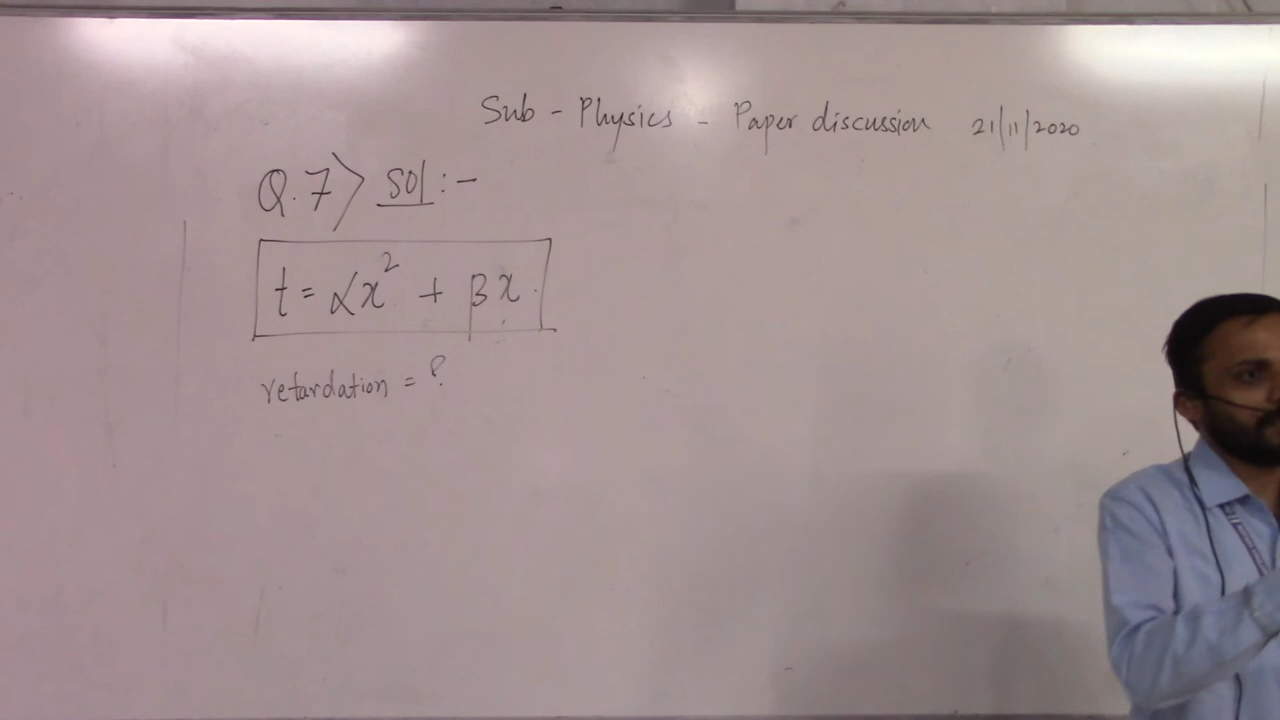 Sub - Physics - Paper discussion 21/11/2020
Q.7> sol :-
t = αx² + βx.
retardation = ?